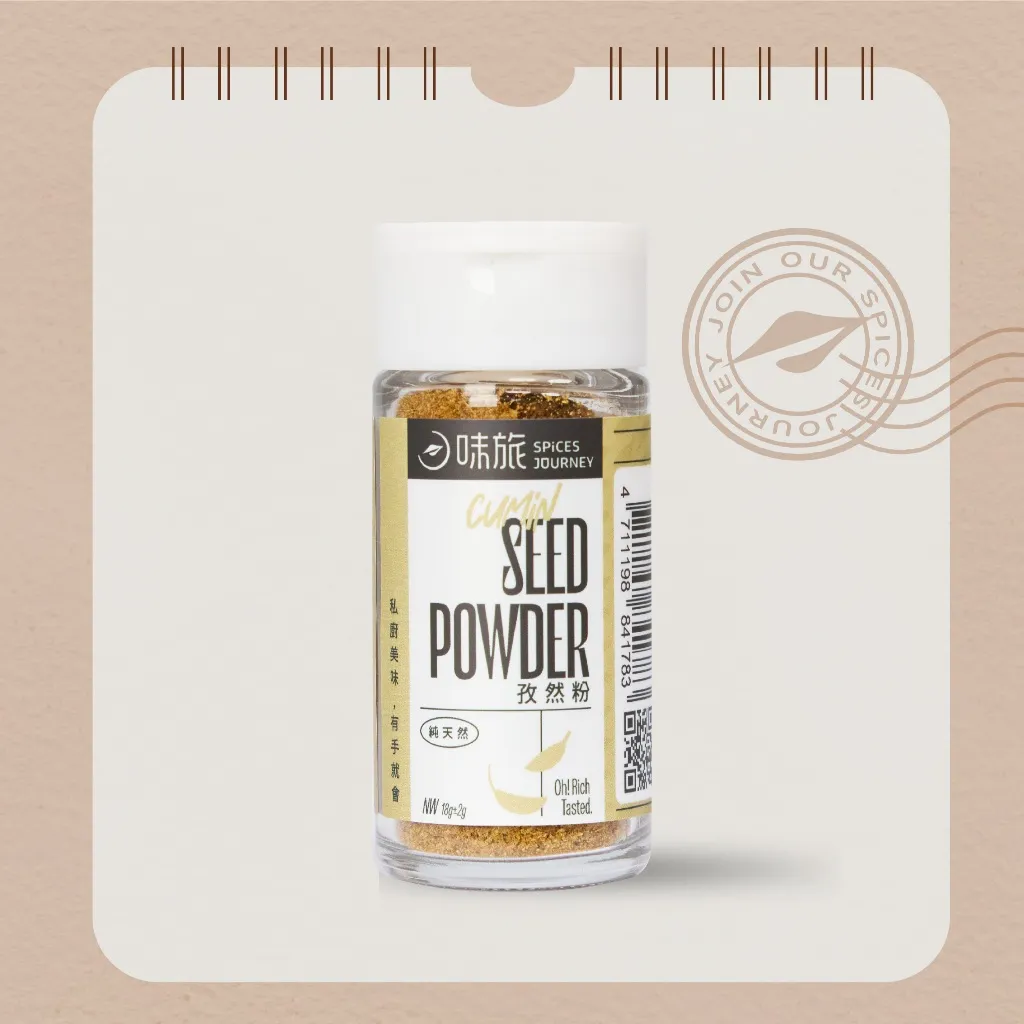 JOIN OUR SPICES JOURNEY
味旅 SPiCES
JOURNEY
CUMiN
SEED
POWDER
孜然粉
純天然
NW 18g±2g
Oh! Rich
Tasted.
私廚美味，有手就會
4 711198 841783